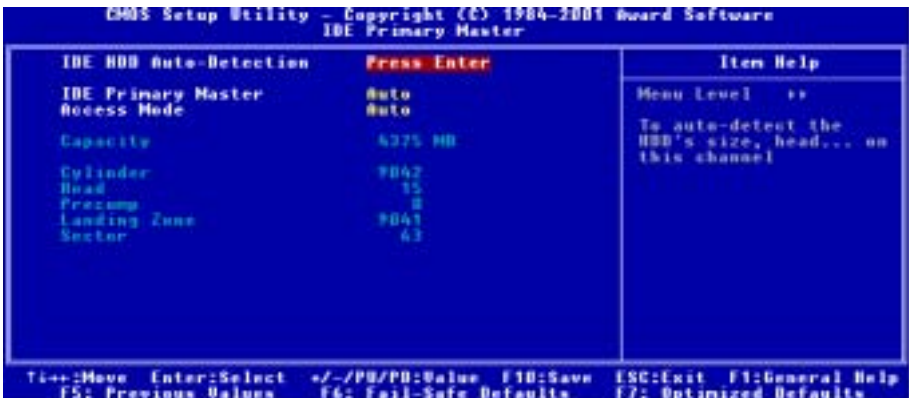 CMOS Setup Utility - Copyright (C) 1984-2001 Award Software
IDE Primary Master
IDE HDD Auto-Detection Press Enter
Item Help
IDE Primary Master Auto
Access Mode Auto
Menu Level ▸▸
Capacity 4375 MB
To auto-detect the
HDD's size, head... on
this channel
Cylinder 9042
Head 15
Precomp 0
Landing Zone 9041
Sector 63
↑↓→←:Move Enter:Select +/-/PU/PD:Value F10:Save ESC:Exit F1:General Help
F5: Previous Values F6: Fail-Safe Defaults F7: Optimized Defaults